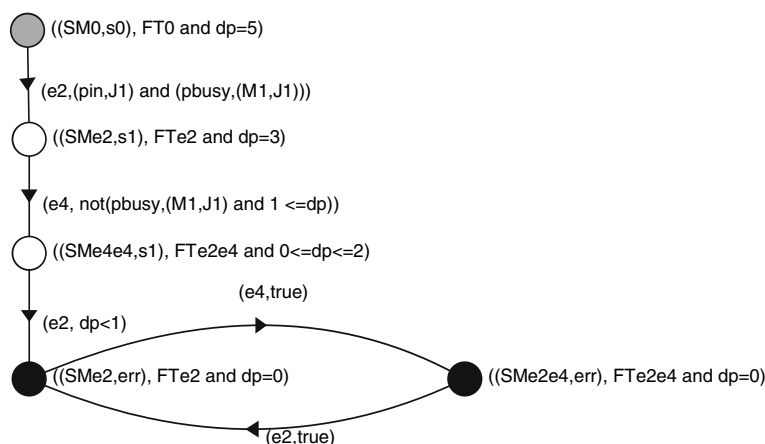 ((SM0,s0), FT0 and dp=5)
(e2,(pin,J1) and (pbusy,(M1,J1)))
((SMe2,s1), FTe2 and dp=3)
(e4, not(pbusy,(M1,J1) and 1 <=dp))
((SMe4e4,s1), FTe2e4 and 0<=dp<=2)
(e4,true)
(e2, dp<1)
((SMe2,err), FTe2 and dp=0)
((SMe2e4,err), FTe2e4 and dp=0)
(e2,true)